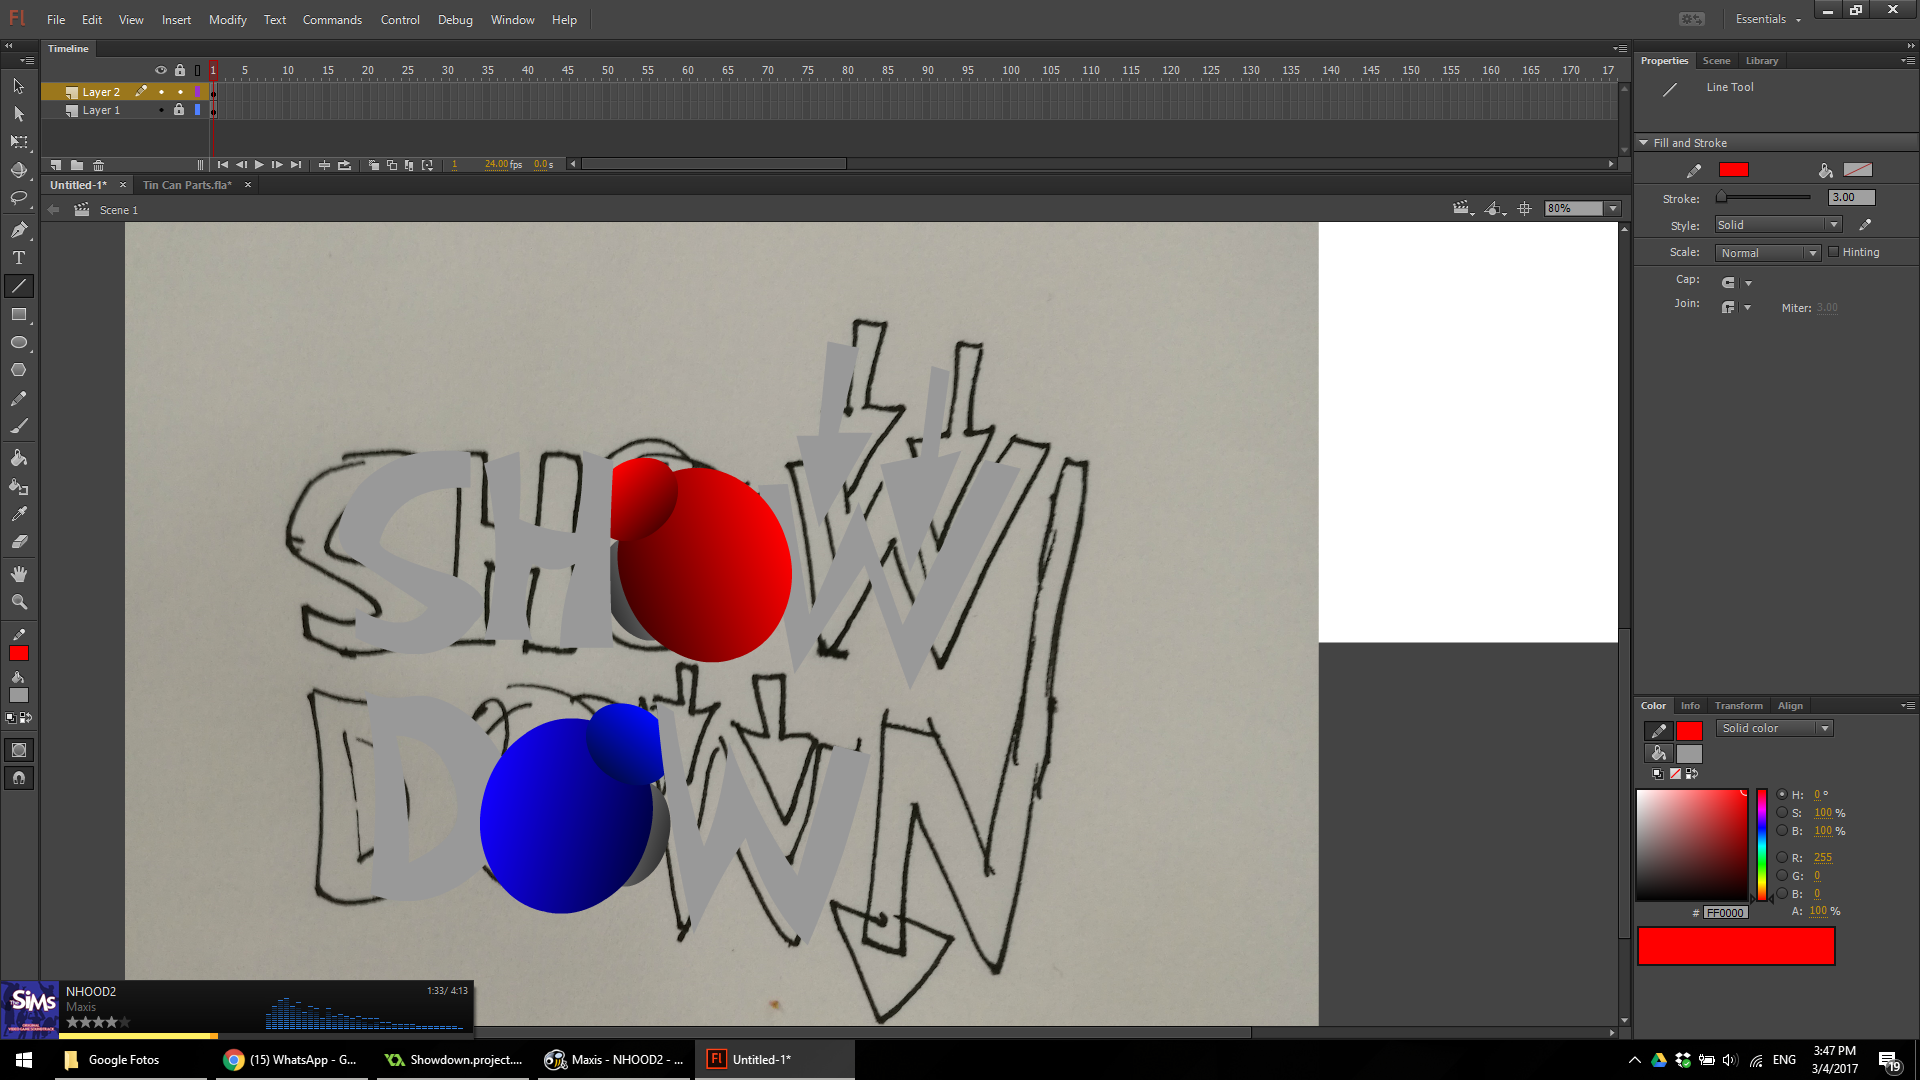 Fl File Edit View Insert Modify Text Commands Control Debug Window Help Essentials
Timeline
1 5 10 15 20 25 30 35 40 45 50 55 60 65 70 75 80 85 90 95 100 105 110 115 120 125 130 135 140 145 150 155 160 165 170 17
Layer 2
Layer 1
1 24.00 fps 0.0 s
Untitled-1* Tin Can Parts.fla*
Scene 1 80%
T
SHOW
DOWN
Properties Scene Library
Line Tool
Fill and Stroke
Stroke: 3.00
Style: Solid
Scale: Normal Hinting
Cap:
Join: Miter: 3.00
Color Info Transform Align
Solid color
H: 0 °
S: 100 %
B: 100 %
R: 255
G: 0
B: 0
# FF0000 A: 100 %
The SiMs
NHOOD2 1:33/ 4:13
Maxis
Google Fotos (15) WhatsApp - G... Showdown.project.... Maxis - NHOOD2 - ... Fl Untitled-1* ENG 3:47 PM
3/4/2017 19